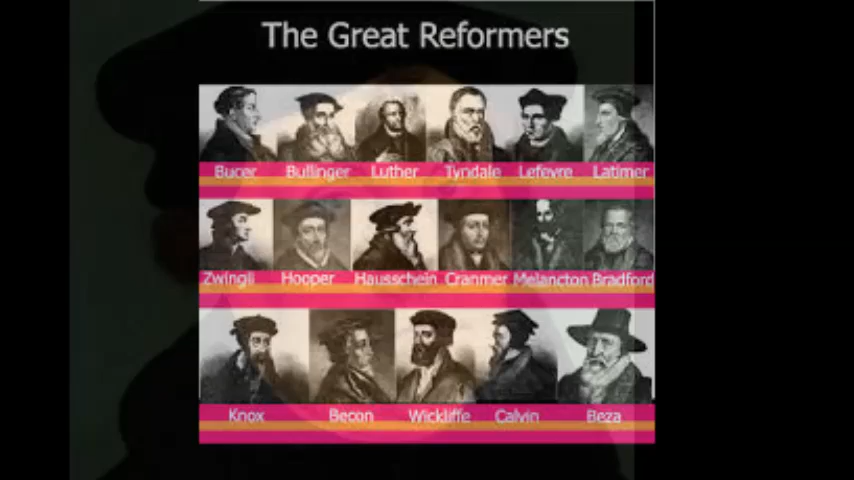 The Great Reformers
Bucer Bullinger Luther Tyndale Lefevre Latimer
Zwingli Hooper Hausschein Cranmer Melancton Bradford
Knox Becon Wickliffe Calvin Beza